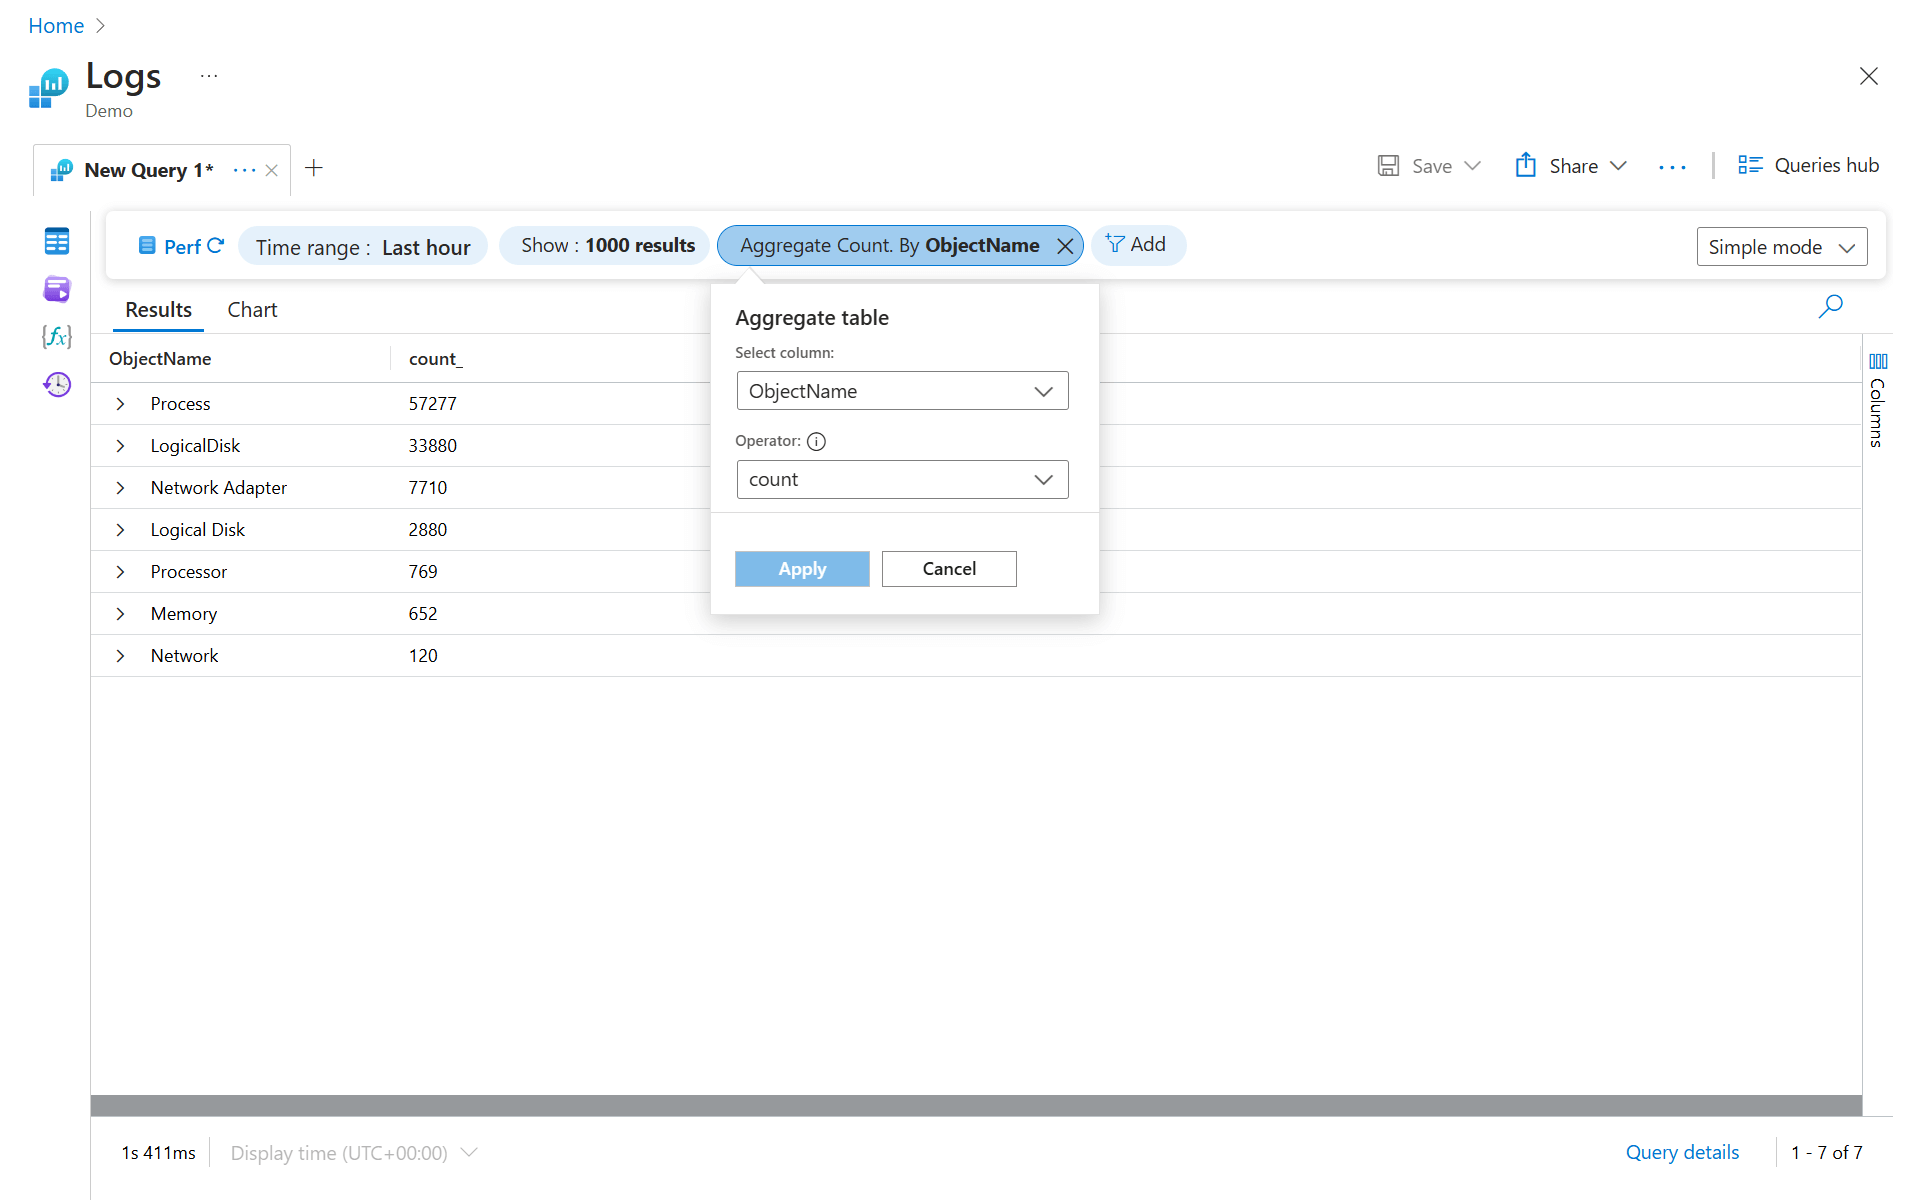 Home
Logs ...
Demo
New Query 1* ...
Save
Share
...
Queries hub
Perf
Time range : Last hour
Show : 1000 results
Aggregate Count. By ObjectName
Add
Simple mode
Results
Chart
{fx}
ObjectName
count_
Process 57277
LogicalDisk 33880
Network Adapter 7710
Logical Disk 2880
Processor 769
Memory 652
Network 120
Aggregate table
Select column:
ObjectName
Operator:
count
Apply
Cancel
Columns
1s 411ms
Display time (UTC+00:00)
Query details
1 - 7 of 7